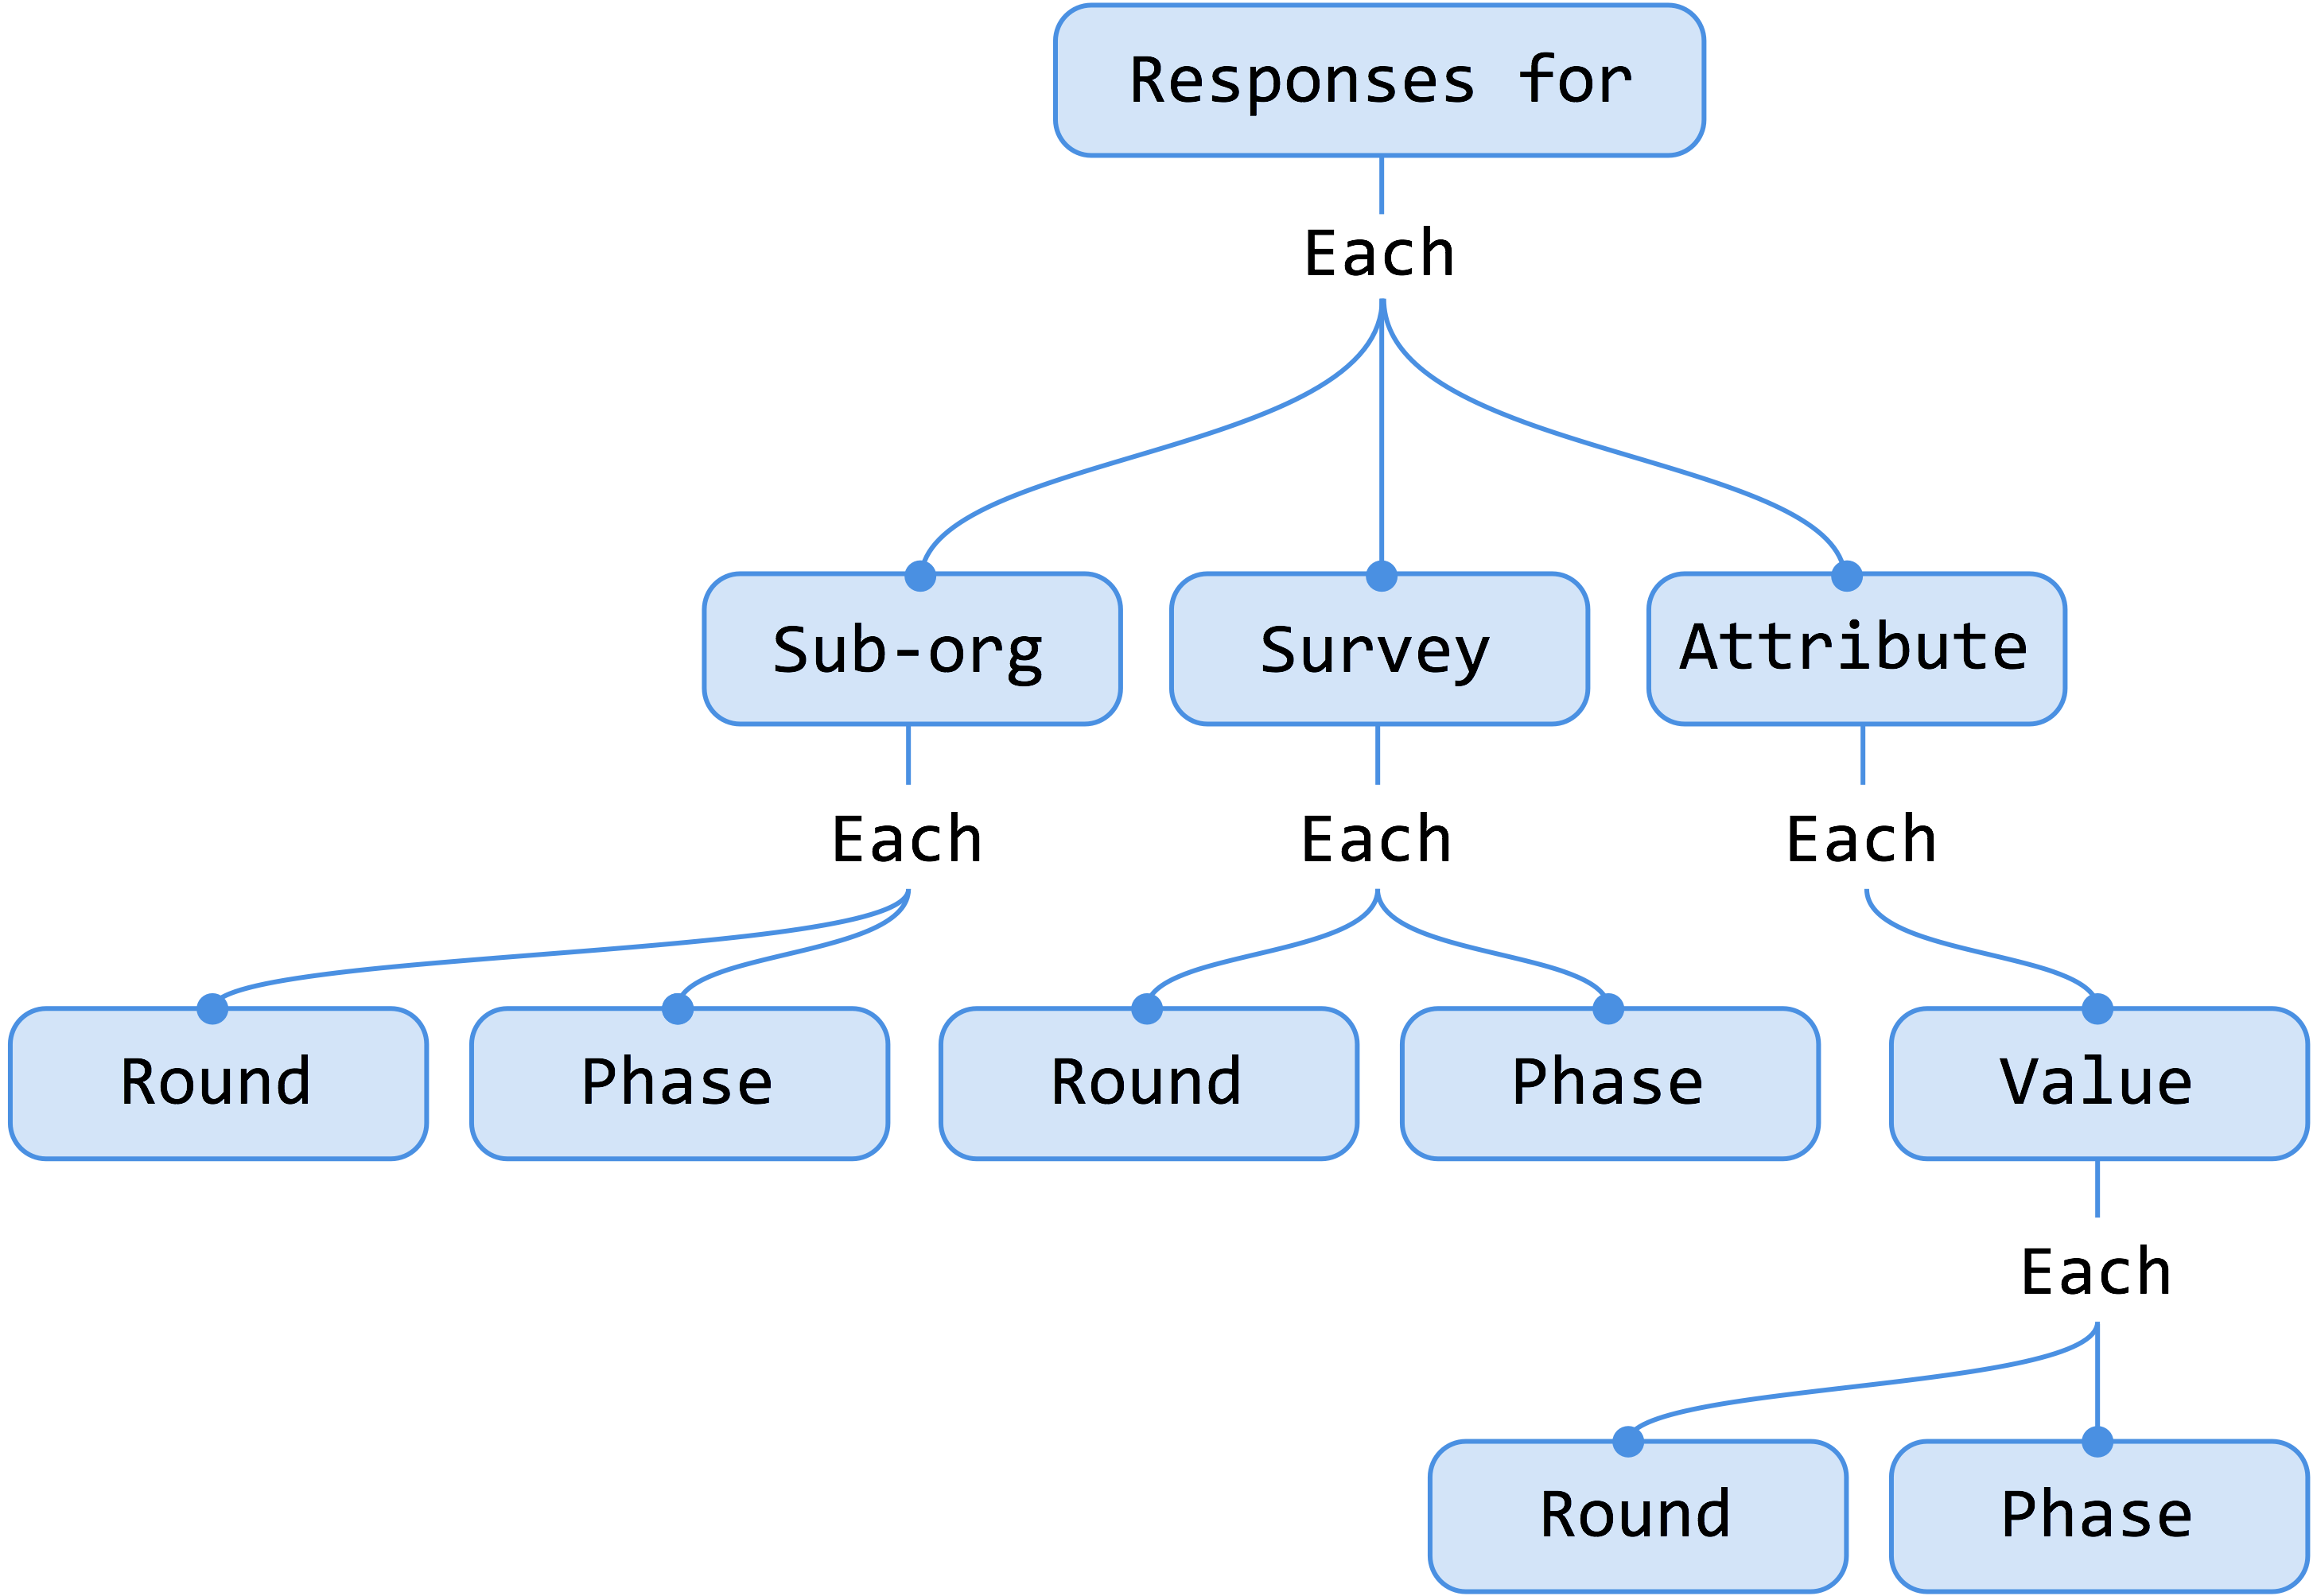 Responses for
Each
Sub-org
Survey
Attribute
Each
Each
Each
Round
Phase
Round
Phase
Value
Each
Round
Phase